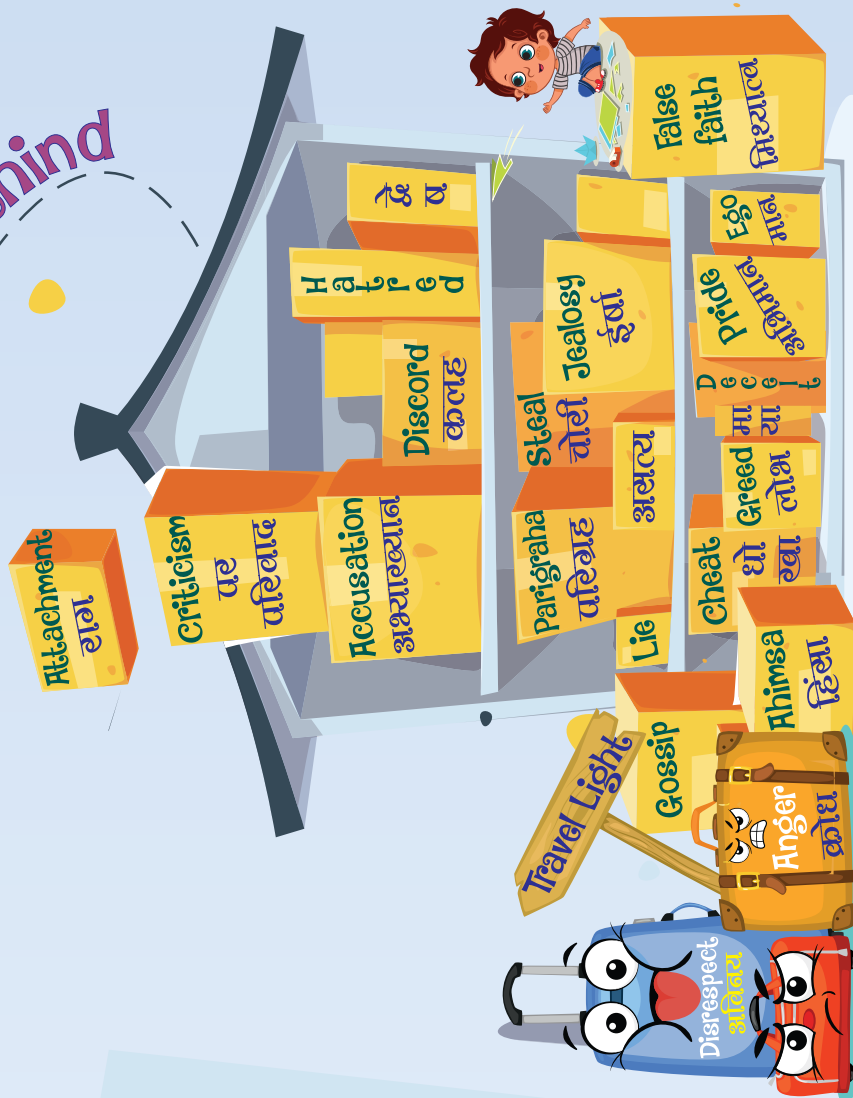 Attachment
राग
Criticism
पर
परिवाद
Accusation
अभ्याख्यान
Discord
कलह
Hatred
द्वेष
Parigraha
परिग्रह
Steal
चोरी
Jealosy
ईर्षा
Lie
असत्य
Travel Light
Gossip
Cheat
धो
खा
Greed
लोभ
मा
या
Deceit
Pride
अभिमान
Ego
मान
False
faith
मिथ्यात्व
Ahimsa
हिंसा
Anger
क्रोध
Disrespect
अविनय